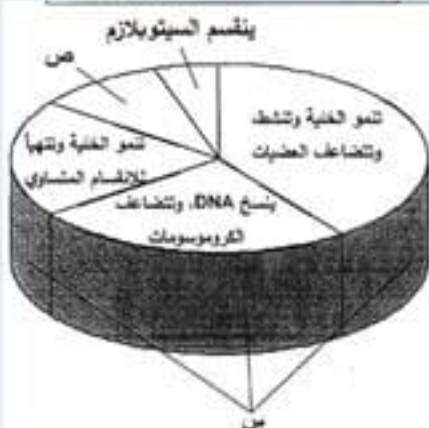 ينقسم السيتوبلازم
ص
تنمو الخلية وتنشط
وتتضاعف العضيات
تنمو الخلية وتتهيأ
للانقسام المتساوي
ينسخ DNA، وتتضاعف
الكروموسومات
س